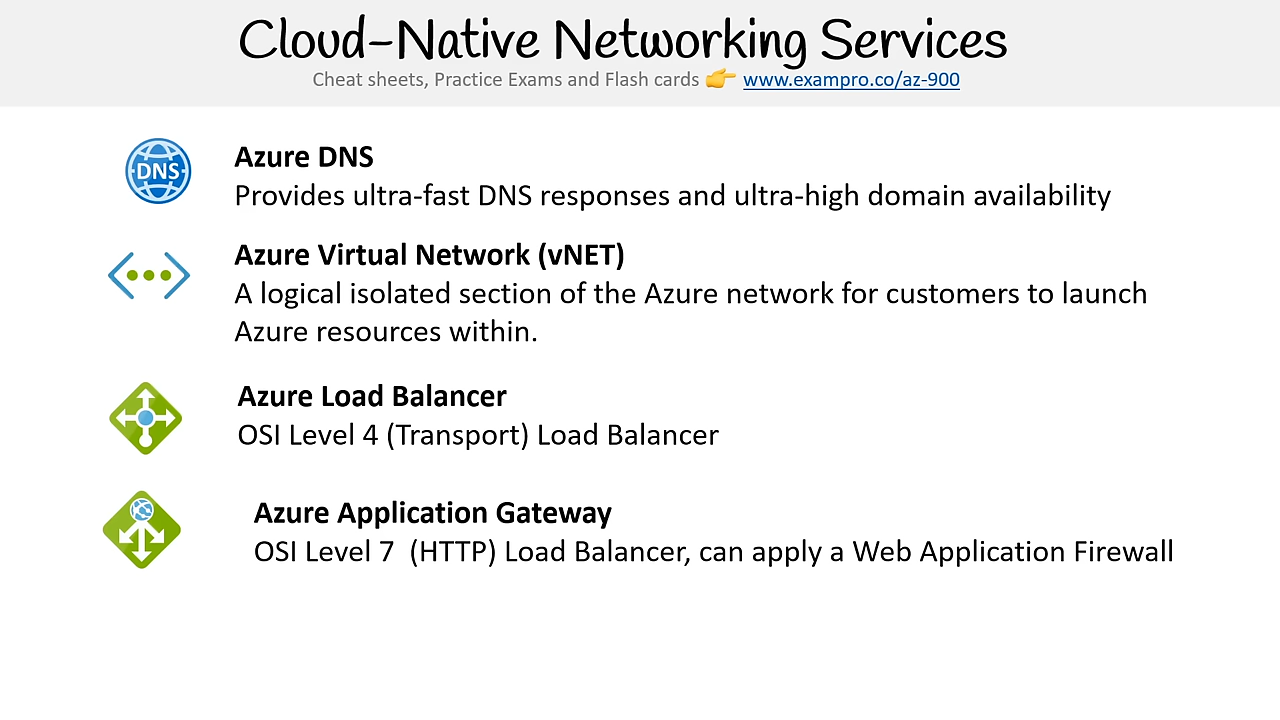 Cloud-Native Networking Services
Cheat sheets, Practice Exams and Flash cards 👉 www.exampro.co/az-900
DNS
Azure DNS
Provides ultra-fast DNS responses and ultra-high domain availability
Azure Virtual Network (vNET)
A logical isolated section of the Azure network for customers to launch
Azure resources within.
Azure Load Balancer
OSI Level 4 (Transport) Load Balancer
Azure Application Gateway
OSI Level 7  (HTTP) Load Balancer, can apply a Web Application Firewall